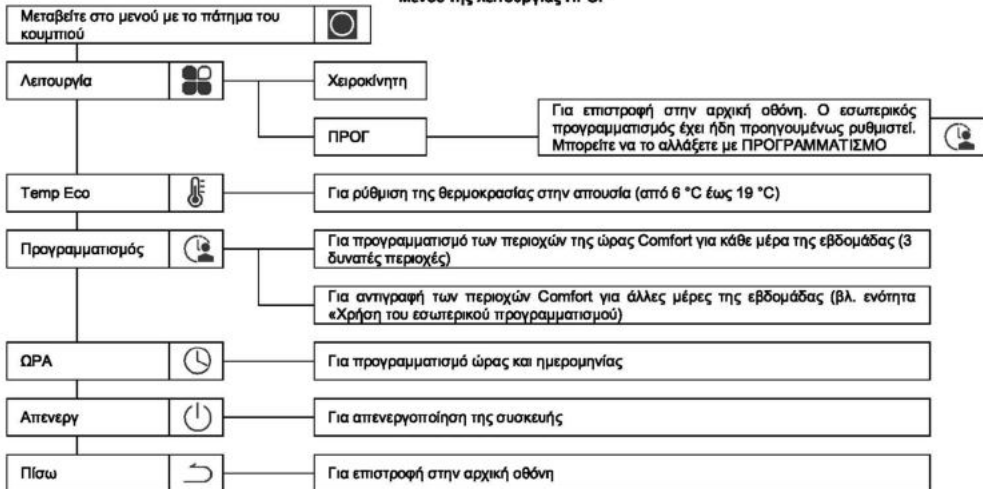 Μενού της λειτουργίας ΠΡΟΓ
Μεταβείτε στο μενού με το πάτημα του
κουμπιού
Λειτουργία
Χειροκίνητη
ΠΡΟΓ
Για επιστροφή στην αρχική οθόνη. Ο εσωτερικός
προγραμματισμός έχει ήδη προηγουμένως ρυθμιστεί.
Μπορείτε να το αλλάξετε με ΠΡΟΓΡΑΜΜΑΤΙΣΜΟ
Temp Eco
Για ρύθμιση της θερμοκρασίας στην απουσία (από 6 °C έως 19 °C)
Προγραμματισμός
Για προγραμματισμό των περιοχών της ώρας Comfort για κάθε μέρα της εβδομάδας (3
δυνατές περιοχές)
Για αντιγραφή των περιοχών Comfort για άλλες μέρες της εβδομάδας (βλ. ενότητα
«Χρήση του εσωτερικού προγραμματισμού)
ΩΡΑ
Για προγραμματισμό ώρας και ημερομηνίας
Απενεργ
Για απενεργοποίηση της συσκευής
Πίσω
Για επιστροφή στην αρχική οθόνη